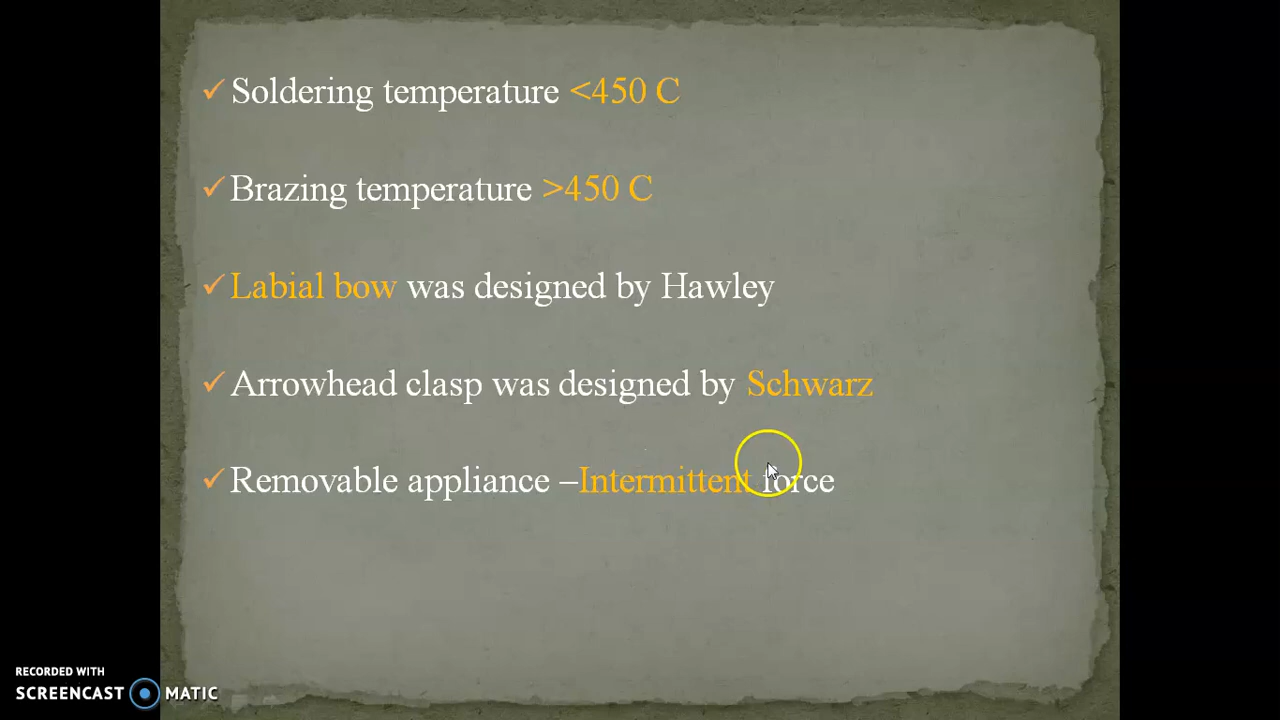 ✓ Soldering temperature <450 C
✓ Brazing temperature >450 C
✓ Labial bow was designed by Hawley
✓ Arrowhead clasp was designed by Schwarz
✓ Removable appliance –Intermittent force
RECORDED WITH
SCREENCAST MATIC